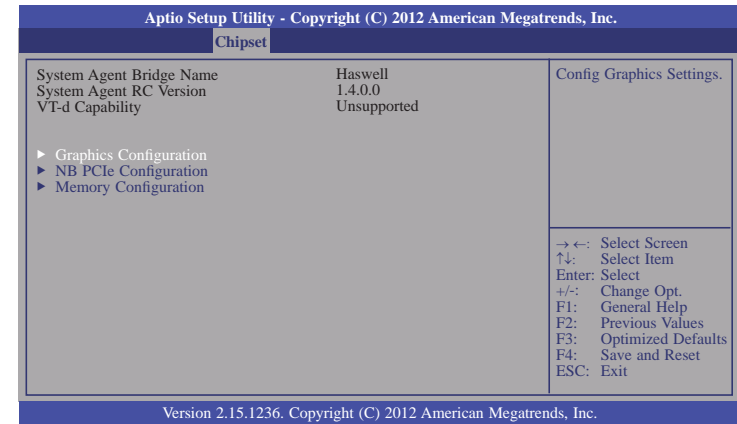 Aptio Setup Utility - Copyright (C) 2012 American Megatrends, Inc.
Chipset
System Agent Bridge Name Haswell
System Agent RC Version 1.4.0.0
VT-d Capability Unsupported
▶ Graphics Configuration
▶ NB PCIe Configuration
▶ Memory Configuration
Config Graphics Settings.
→ ←: Select Screen
↑↓: Select Item
Enter: Select
+/-: Change Opt.
F1: General Help
F2: Previous Values
F3: Optimized Defaults
F4: Save and Reset
ESC: Exit
Version 2.15.1236. Copyright (C) 2012 American Megatrends, Inc.